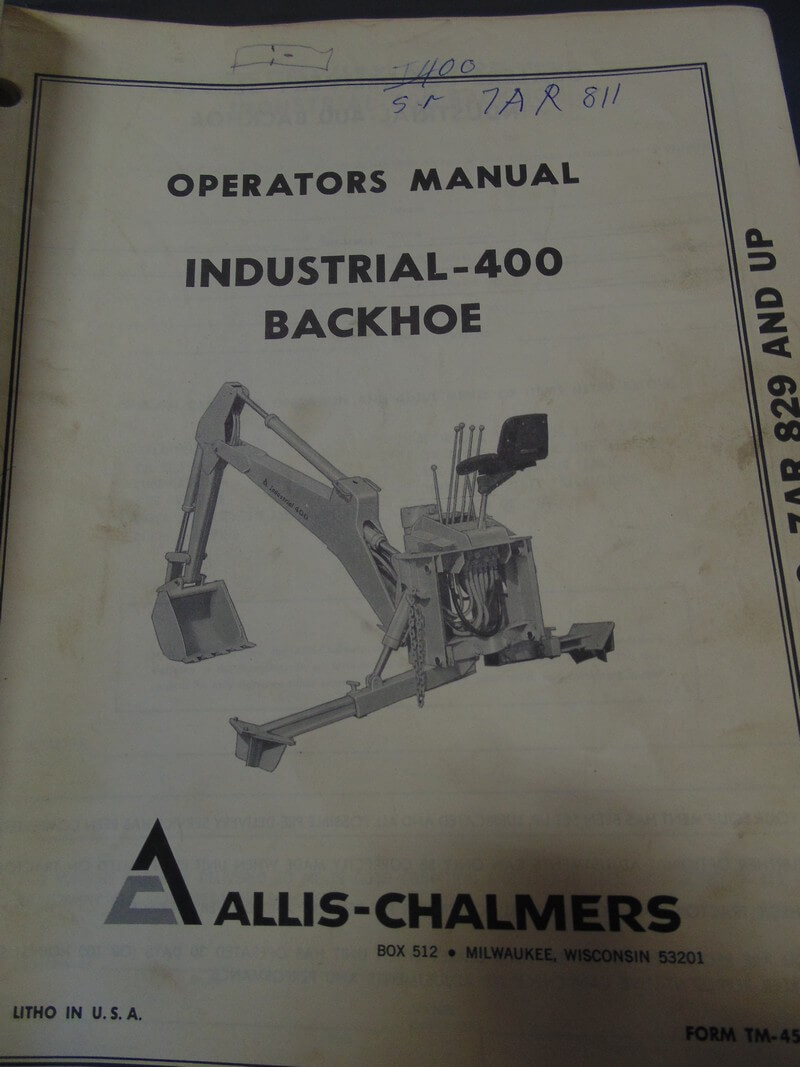 I400
sr 7AR 811
OPERATORS MANUAL
INDUSTRIAL-400
BACKHOE
Industrial 400
ALLIS-CHALMERS
BOX 512 • MILWAUKEE, WISCONSIN 53201
LITHO IN U. S. A.
FORM TM-45
7AR 829 AND UP